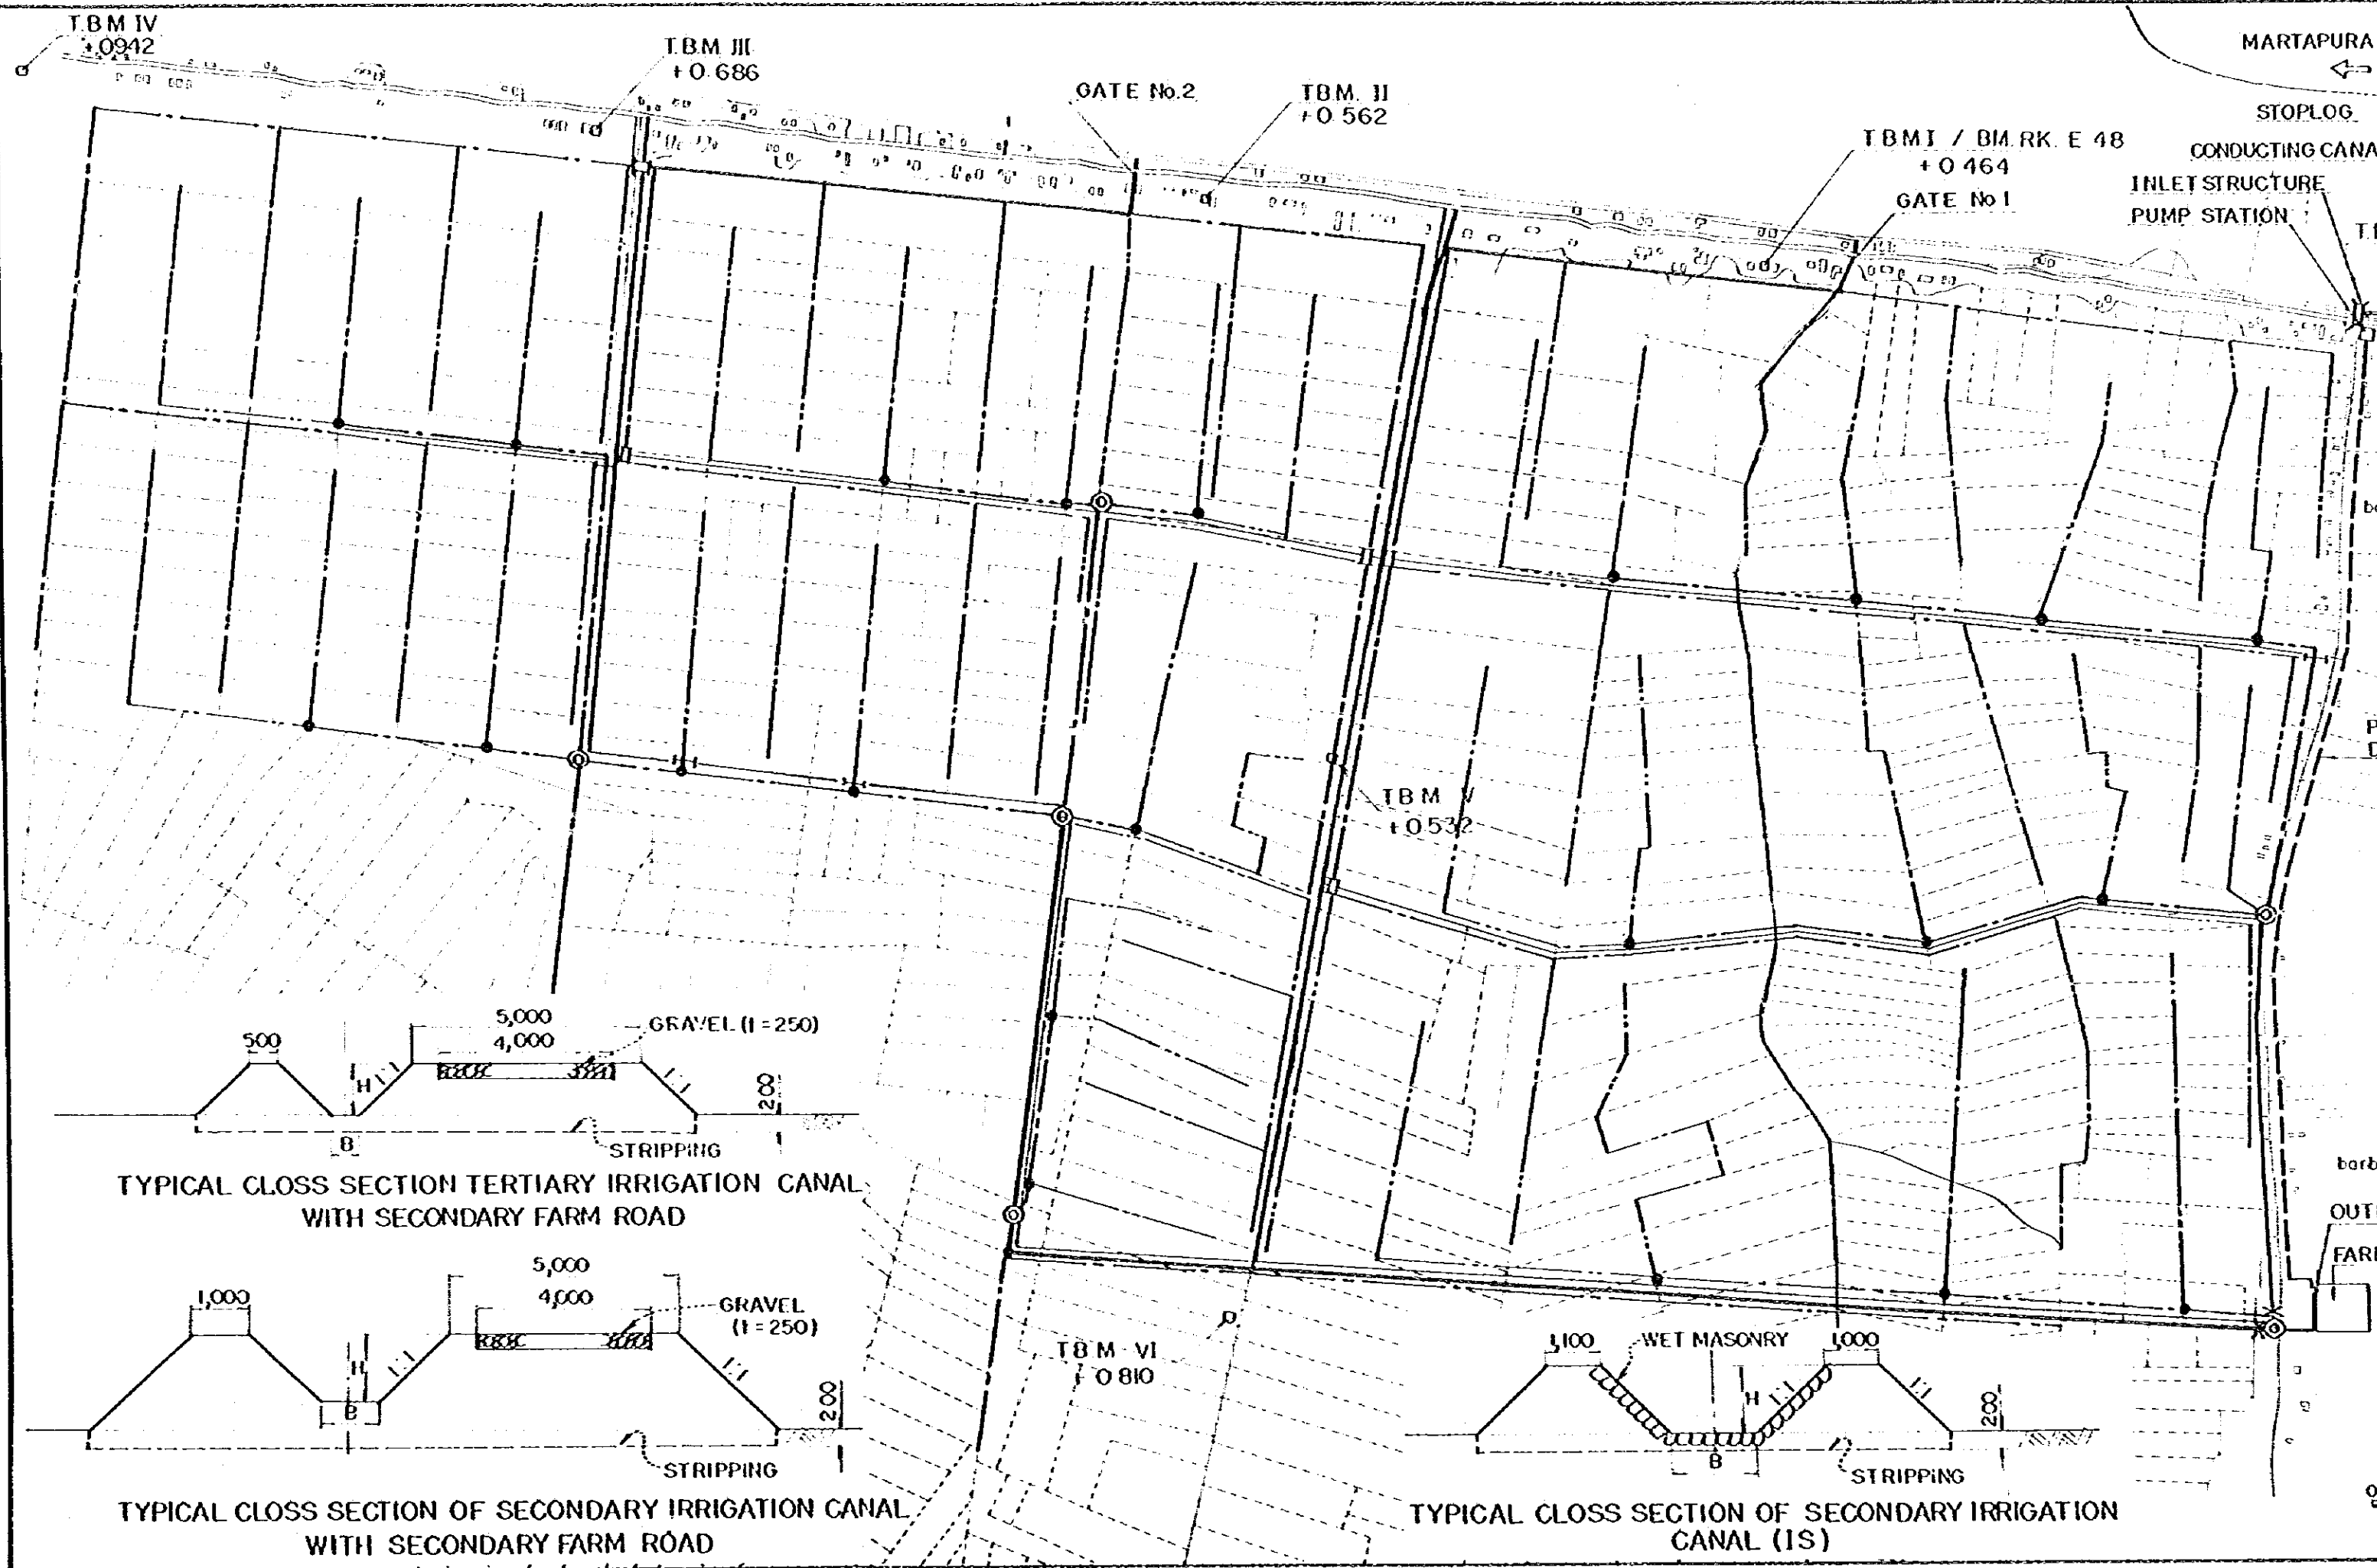 T.B M IV
+0942
T.B.M III
+0.686
GATE No.2
T.B.M. II
+0.562
MARTAPURA
STOPLOG
T B M I / B M. RK. E 48
+0 464
CONDUCTING CANA
INLET STRUCTURE
GATE No 1
PUMP STATION
T B M V
+0.532
T B M VI
0 810
barb
OUT
FAR
500
5,000
4,000
GRAVEL (t = 250)
H
1:1
1:1
200
B
STRIPPING
TYPICAL CLOSS SECTION TERTIARY IRRIGATION CANAL
WITH SECONDARY FARM ROAD
1,000
5,000
4,000
GRAVEL
(t = 250)
H
1:1
1:1
200
B
STRIPPING
TYPICAL CLOSS SECTION OF SECONDARY IRRIGATION CANAL
WITH SECONDARY FARM ROAD
1,100
WET MASONRY
1,000
H
1:1
1:1
200
B
STRIPPING
TYPICAL CLOSS SECTION OF SECONDARY IRRIGATION
CANAL (IS)